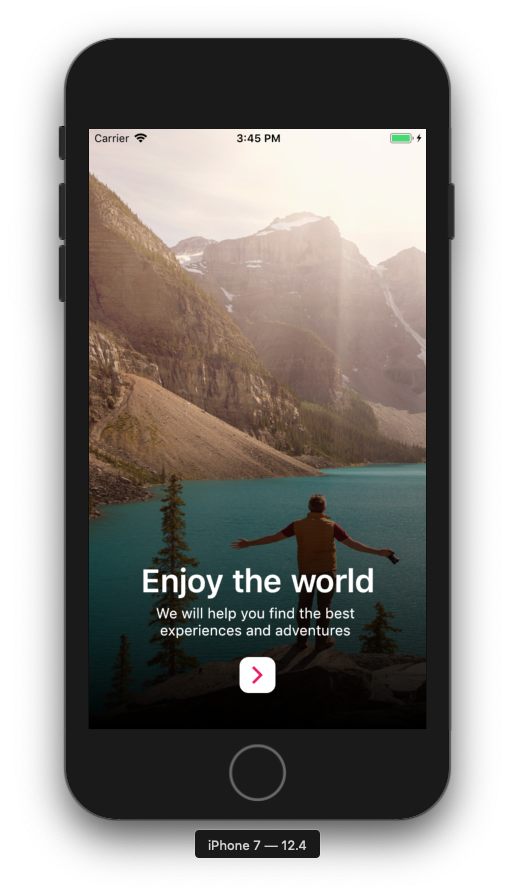 Carrier
3:45 PM
Enjoy the world
We will help you find the best
experiences and adventures
iPhone 7 — 12.4